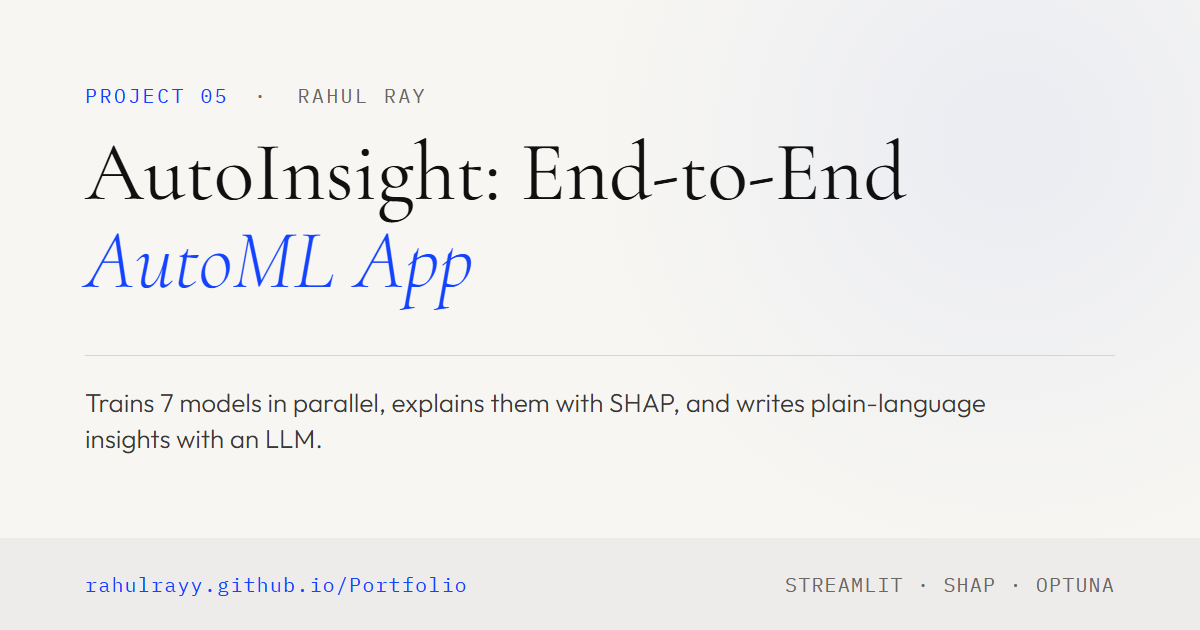 PROJECT 05 · RAHUL RAY
AutoInsight: End-to-End
AutoML App
Trains 7 models in parallel, explains them with SHAP, and writes plain-language
insights with an LLM.
rahulrayy.github.io/Portfolio STREAMLIT · SHAP · OPTUNA